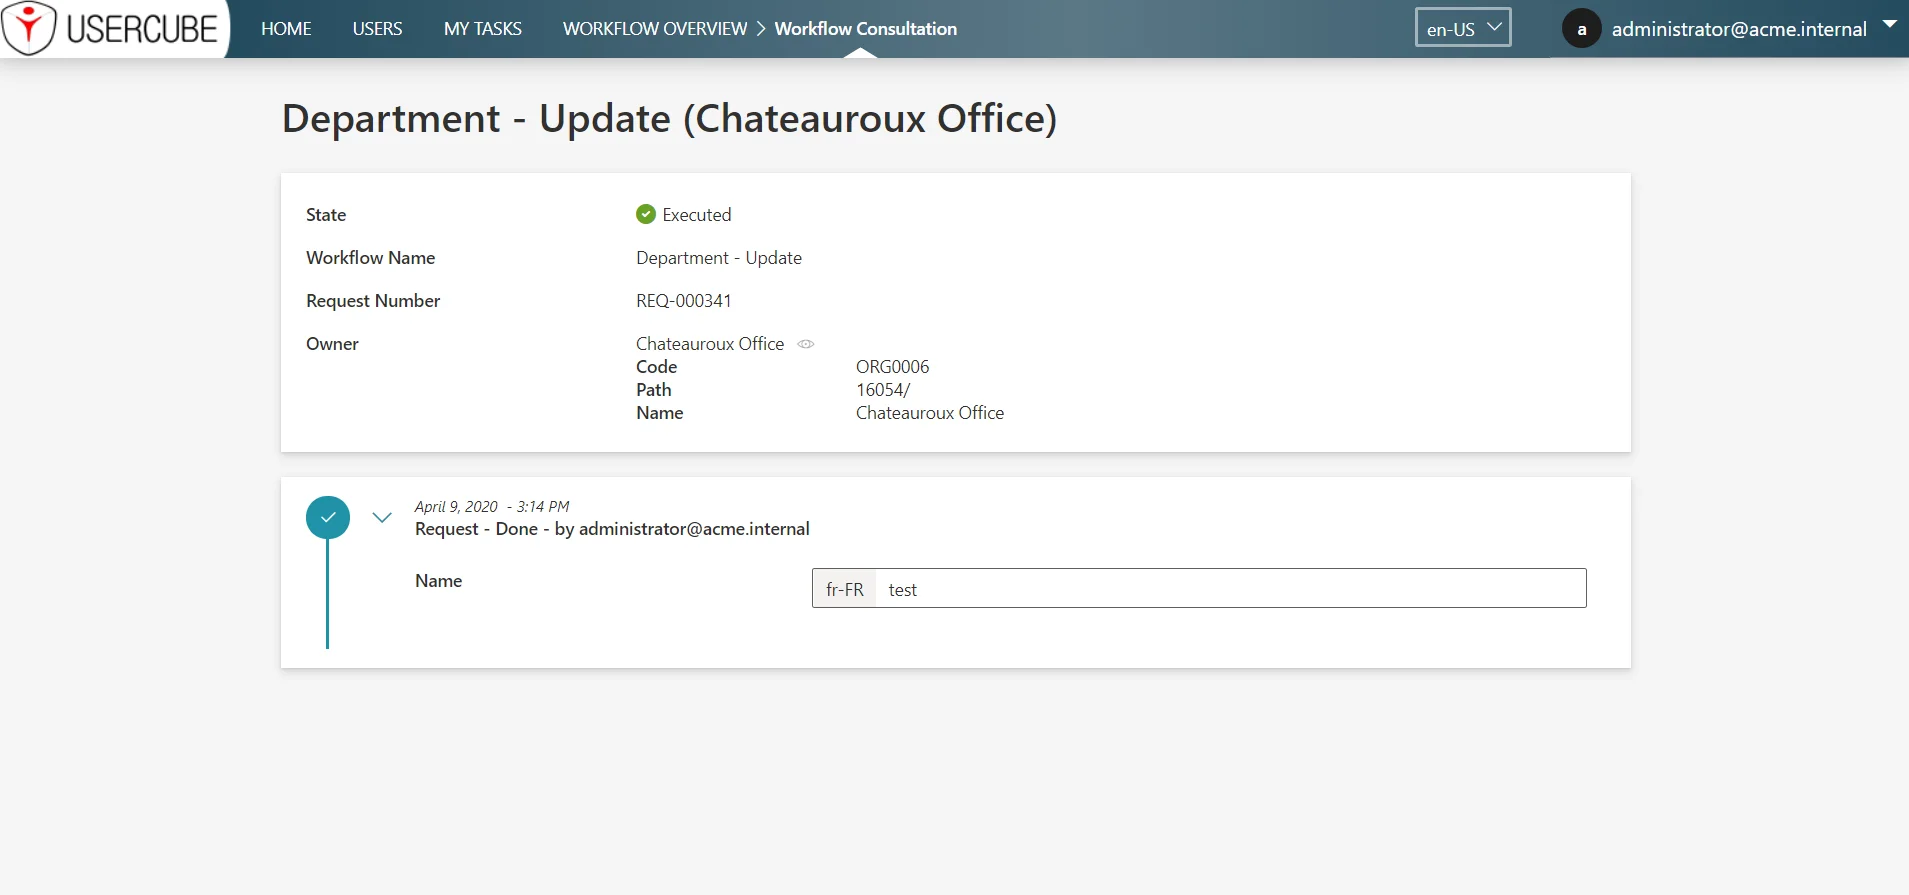 USERCUBE HOME USERS MY TASKS WORKFLOW OVERVIEW > Workflow Consultation en-US a administrator@acme.internal
Department - Update (Chateauroux Office)
State Executed
Workflow Name Department - Update
Request Number REQ-000341
Owner Chateauroux Office
Code ORG0006
Path 16054/
Name Chateauroux Office
April 9, 2020 - 3:14 PM
Request - Done - by administrator@acme.internal
Name fr-FR test